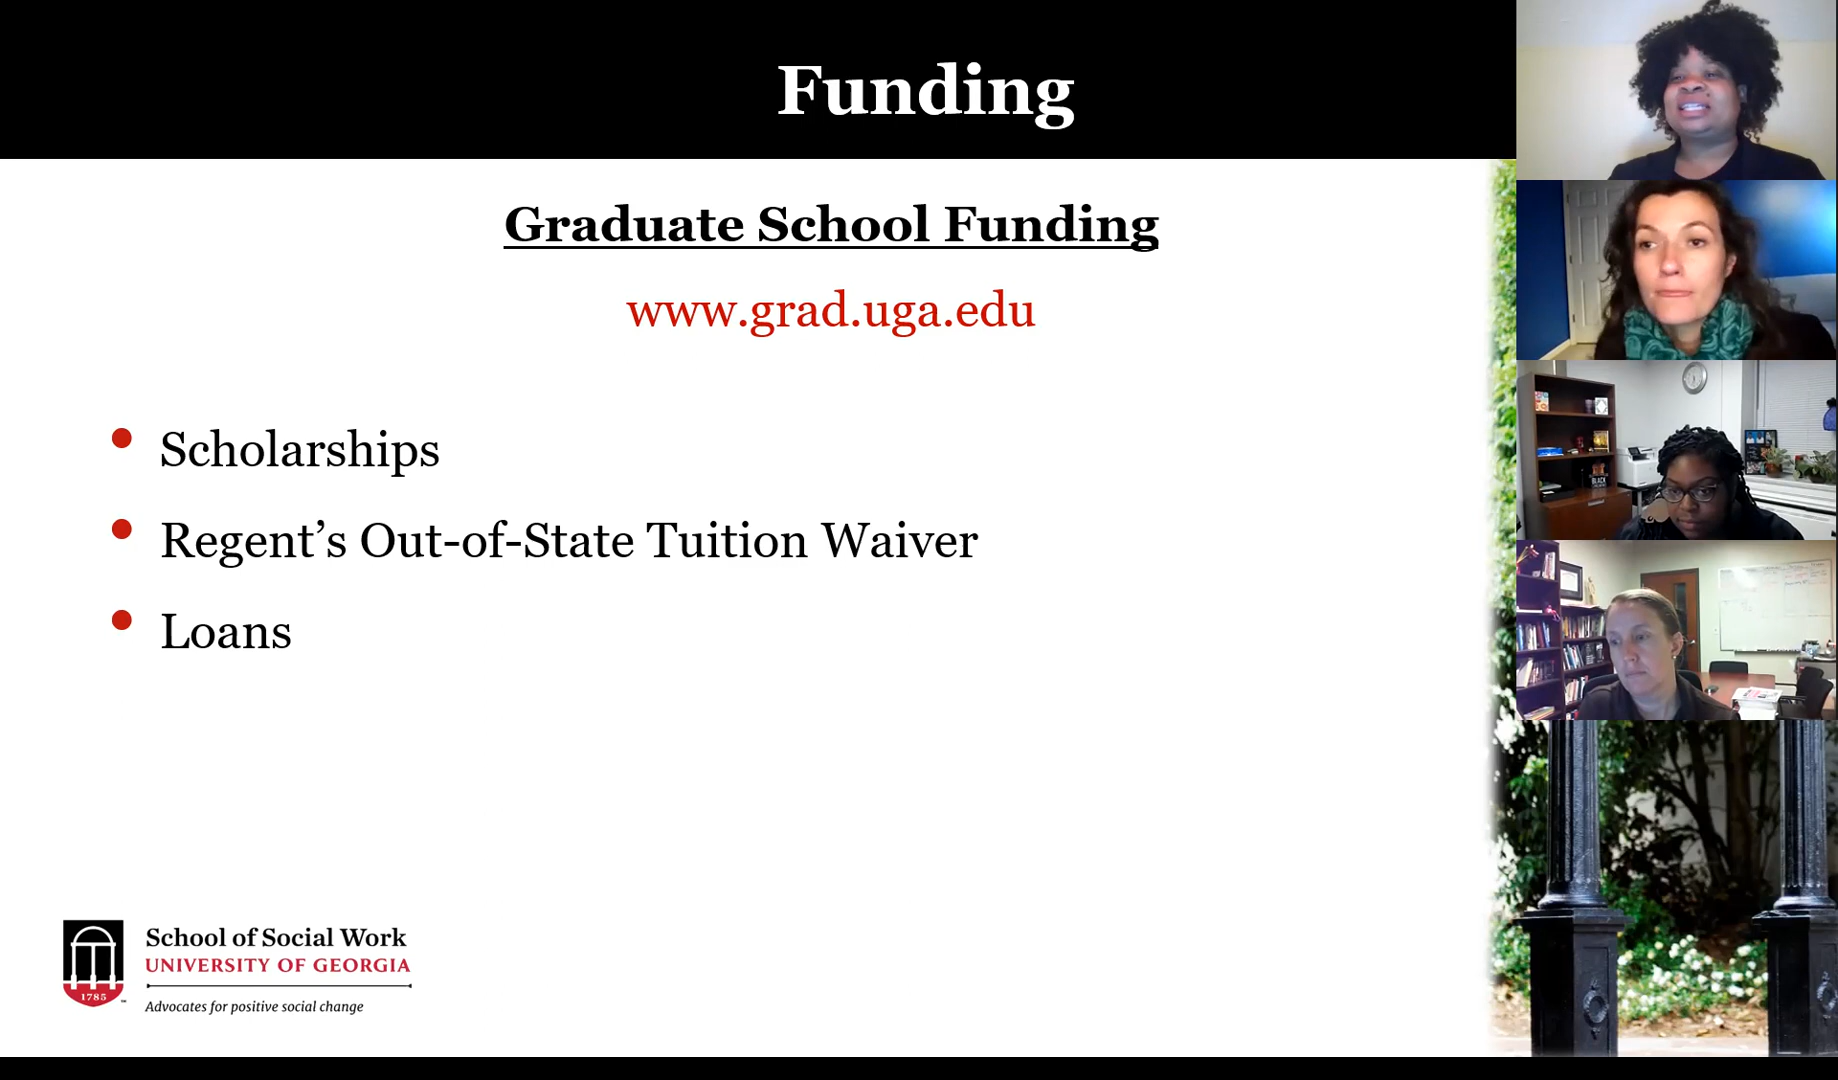 Funding
Graduate School Funding
www.grad.uga.edu
Scholarships
Regent’s Out-of-State Tuition Waiver
Loans
School of Social Work
UNIVERSITY OF GEORGIA
1785
Advocates for positive social change
BLACK